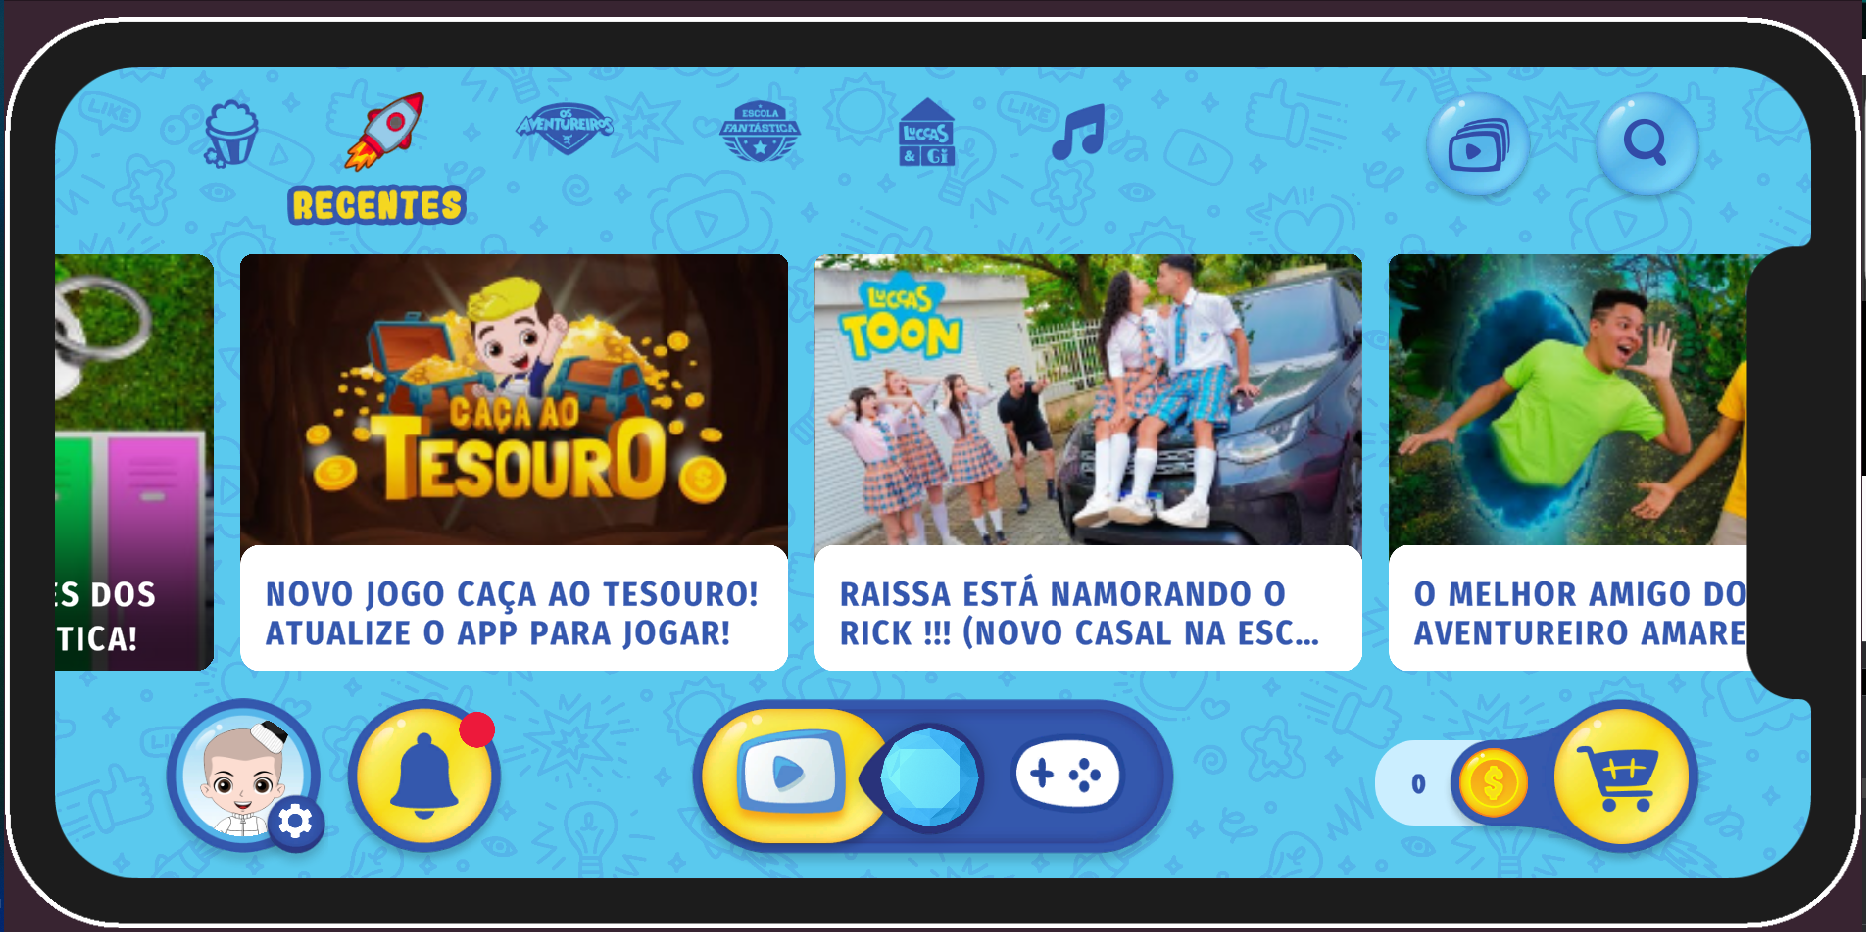 LIKE
OS
AVENTUREIROS
ESCOLA
FANTÁSTICA
LUCCAS
& Gi
LIKE
RECENTES
ES DOS
TICA!
CAÇA AO
TESOURO
NOVO JOGO CAÇA AO TESOURO!
ATUALIZE O APP PARA JOGAR!
LUCCAS
TOON
RAISSA ESTÁ NAMORANDO O
RICK !!! (NOVO CASAL NA ESC...
O MELHOR AMIGO DO
AVENTUREIRO AMARE
0